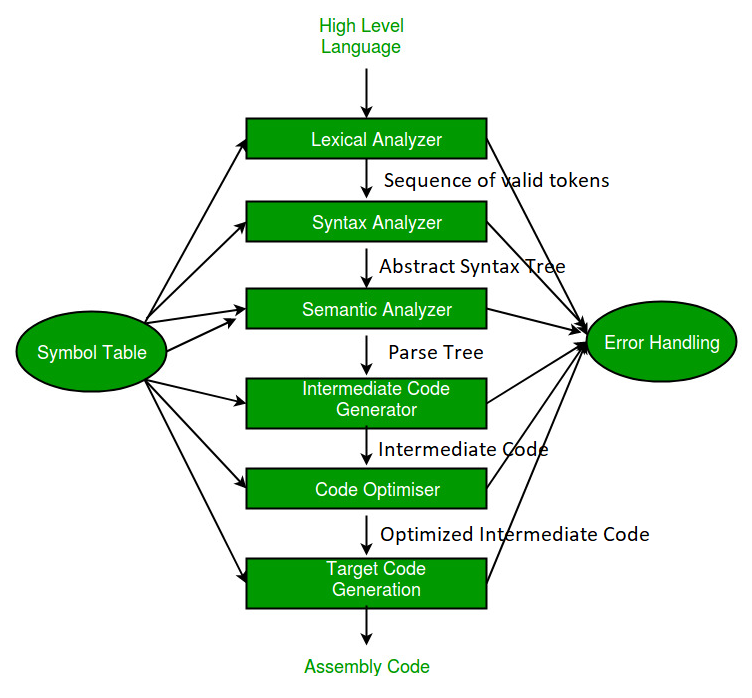 High Level
Language
Lexical Analyzer
Sequence of valid tokens
Syntax Analyzer
Abstract Syntax Tree
Semantic Analyzer
Symbol Table
Error Handling
Parse Tree
Intermediate Code
Generator
Intermediate Code
Code Optimiser
Optimized Intermediate Code
Target Code
Generation
Assembly Code